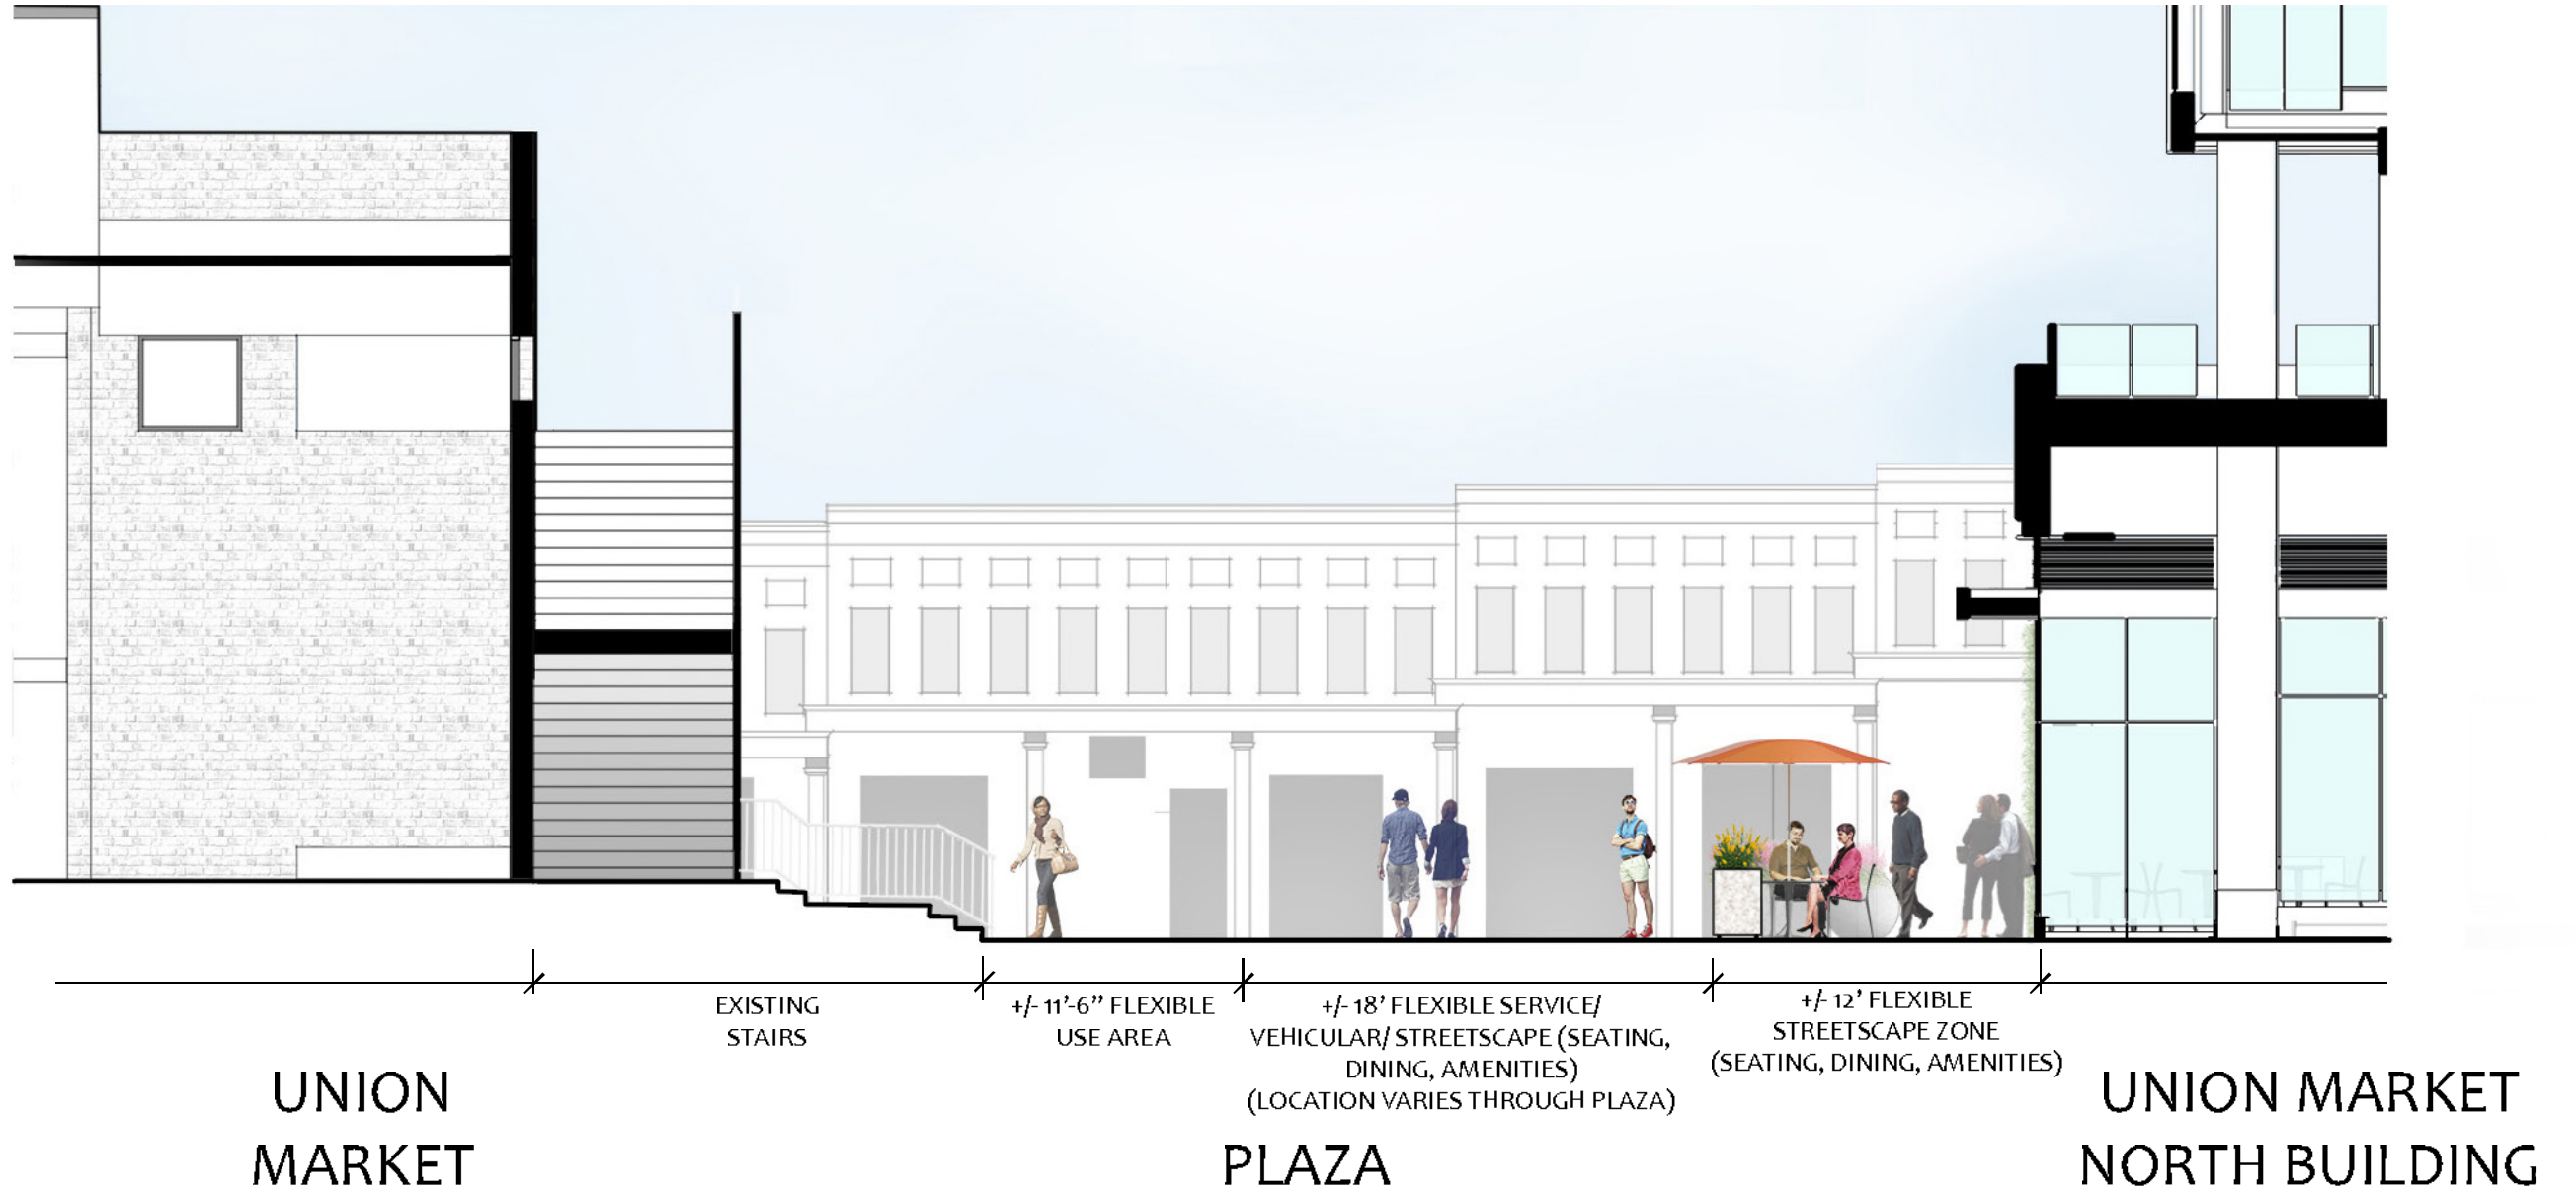 EXISTING
STAIRS
+/- 11'-6" FLEXIBLE
USE AREA
+/- 18' FLEXIBLE SERVICE/
VEHICULAR/ STREETSCAPE (SEATING,
DINING, AMENITIES)
(LOCATION VARIES THROUGH PLAZA)
+/- 12' FLEXIBLE
STREETSCAPE ZONE
(SEATING, DINING, AMENITIES)
UNION
MARKET
PLAZA
UNION MARKET
NORTH BUILDING